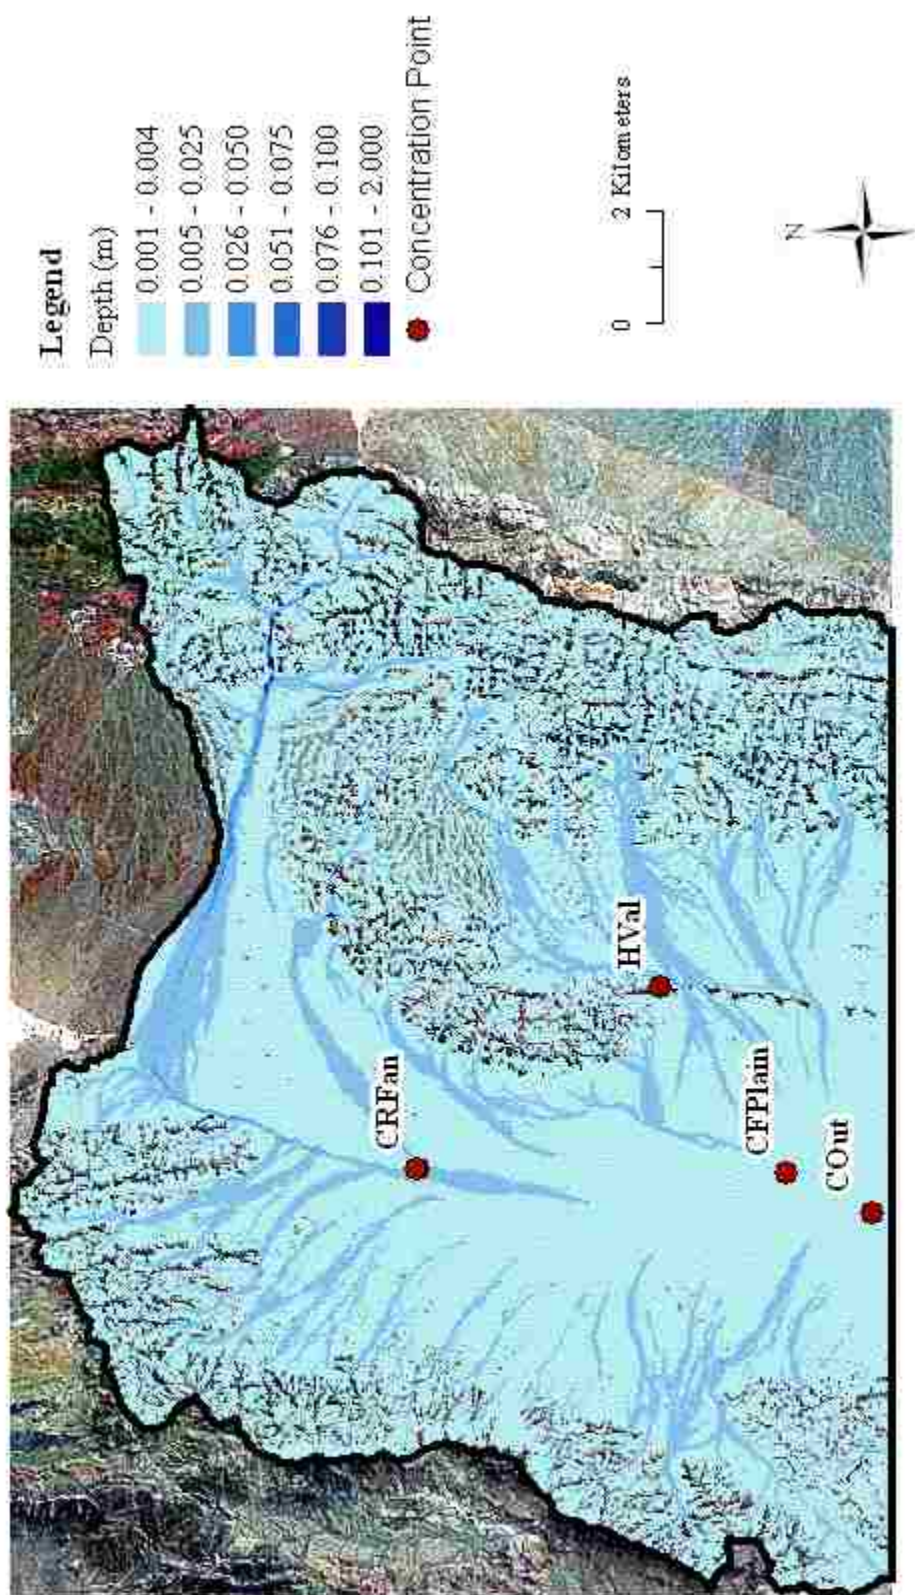 Legend
Depth (m)
0.001 - 0.004
0.005 - 0.025
0.026 - 0.050
0.051 - 0.075
0.076 - 0.100
0.101 - 2.000
Concentration Point
0 2 Kilometers
N
CRFan
HVal
CFPlain
COut